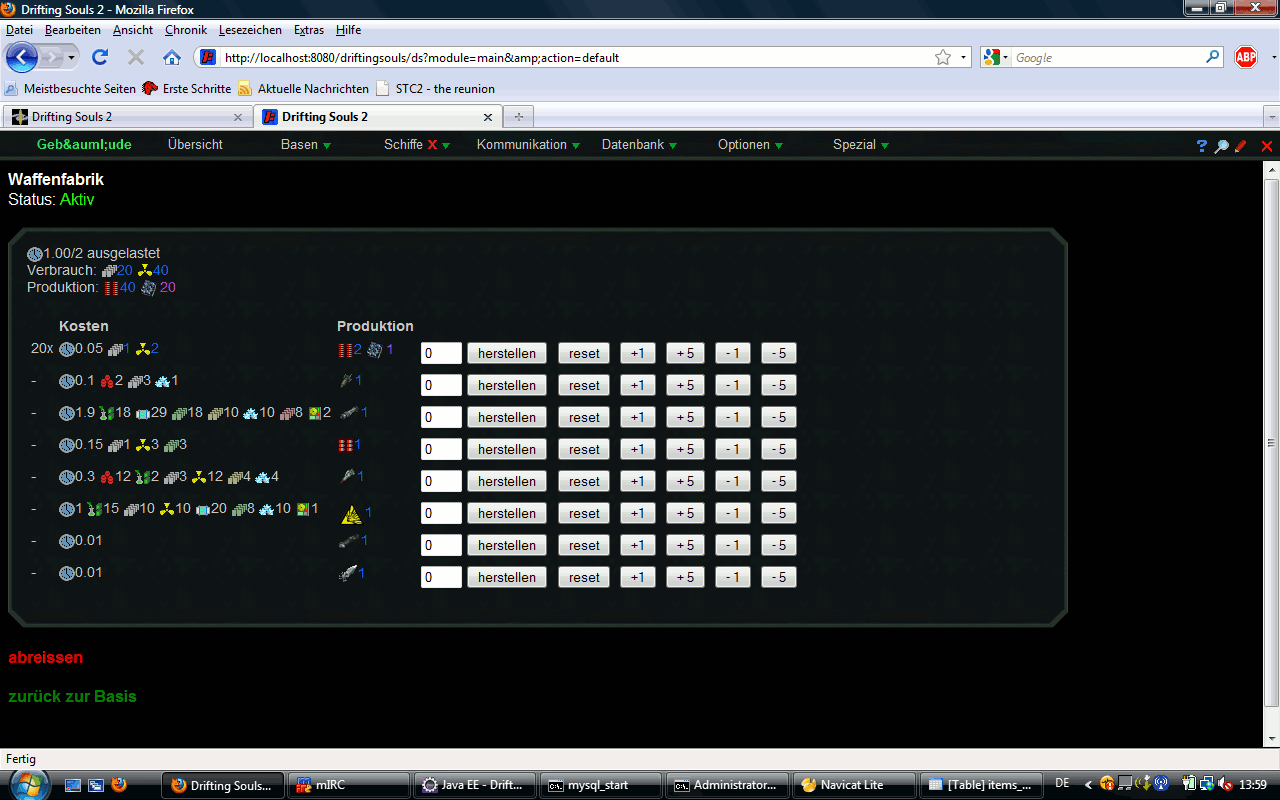 Drifting Souls 2 - Mozilla Firefox
Datei Bearbeiten Ansicht Chronik Lesezeichen Extras Hilfe
http://localhost:8080/driftingsouls/ds?module=main&amp;action=default Google ABP
Meistbesuchte Seiten Erste Schritte Aktuelle Nachrichten STC2 - the reunion
Drifting Souls 2 Drifting Souls 2
Geb&auml;ude Übersicht Basen Schiffe X Kommunikation Datenbank Optionen Spezial ?
Waffenfabrik
Status: Aktiv
1.00/2 ausgelastet
Verbrauch: 20 40
Produktion: 40 20
Kosten Produktion
20x 0.05 1 2 2 1 0 herstellen reset +1 + 5 - 1 - 5
- 0.1 2 3 1 1 0 herstellen reset +1 + 5 - 1 - 5
- 1.9 18 29 18 10 10 8 2 1 0 herstellen reset +1 + 5 - 1 - 5
- 0.15 1 3 3 1 0 herstellen reset +1 + 5 - 1 - 5
- 0.3 12 2 3 12 4 4 1 0 herstellen reset +1 + 5 - 1 - 5
- 1 15 10 10 20 8 10 1 1 0 herstellen reset +1 + 5 - 1 - 5
- 0.01 1 0 herstellen reset +1 + 5 - 1 - 5
- 0.01 1 0 herstellen reset +1 + 5 - 1 - 5
abreissen
zurück zur Basis
Fertig
Drifting Souls... mIRC Java EE - Drift... mysql_start Administrator... Navicat Lite [Table] items_... DE 13:59